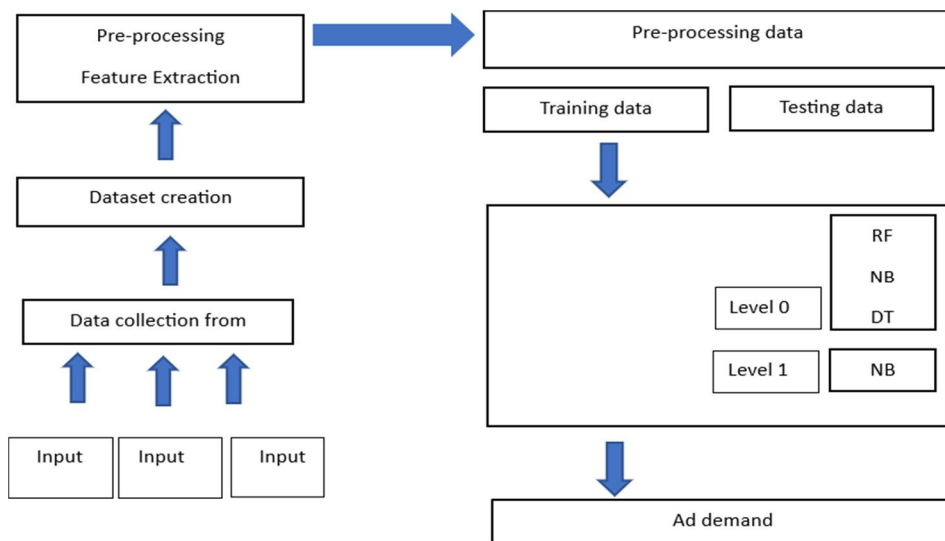 Pre-processing
Feature Extraction
Dataset creation
Data collection from
Input
Input
Input
Pre-processing data
Training data
Testing data
RF
NB
Level 0
DT
Level 1
NB
Ad demand